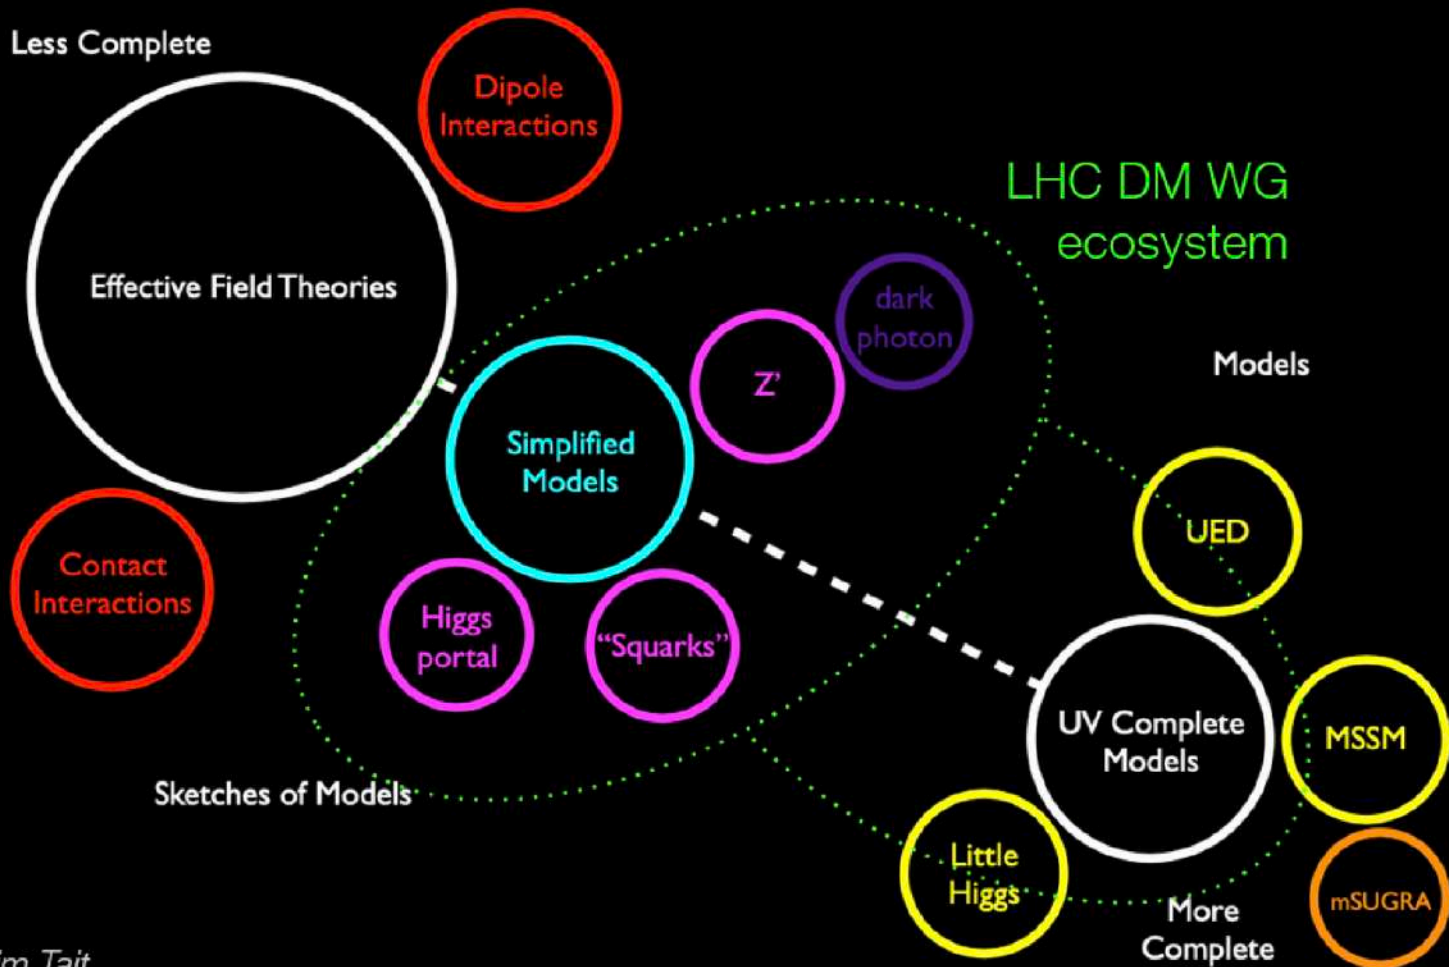 Less Complete
Dipole
Interactions
LHC DM WG
ecosystem
Effective Field Theories
dark
photon
Z’
Models
Simplified
Models
UED
Contact
Interactions
Higgs
portal
“Squarks”
UV Complete
Models
MSSM
Sketches of Models
Little
Higgs
mSUGRA
More
Complete
Tait